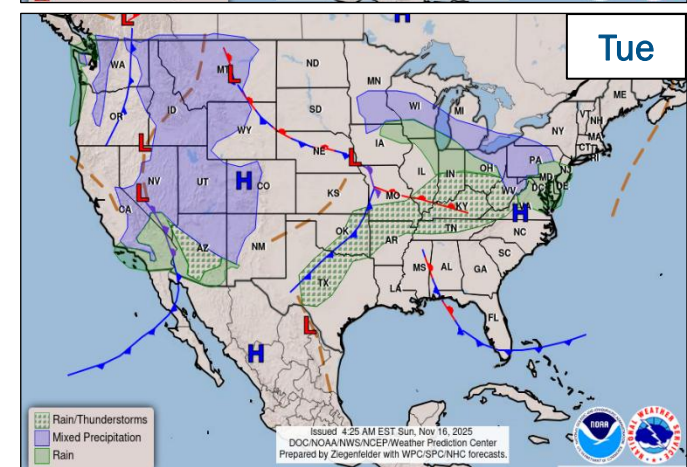 L
H
Tue
WA
MT
ND
MN
ME
OR
ID
SD
WI
MI
VT
NH
NY
MA
CT
RI
WY
IA
NE
PA
NJ
NV
UT
CO
H
IL
IN
OH
MD
DE
DC
WV
VA
KS
MO
KY
CA
AZ
NM
OK
AR
TN
NC
H
SC
TX
LA
MS
AL
GA
FL
L
L
L
L
L
H
Rain/Thunderstorms
Mixed Precipitation
Rain
Issued 4:25 AM EST Sun, Nov 16, 2025
DOC/NOAA/NWS/NCEP/Weather Prediction Center
Prepared by Ziegenfelder with WPC/SPC/NHC forecasts.
NOAA
NATIONAL WEATHER SERVICE